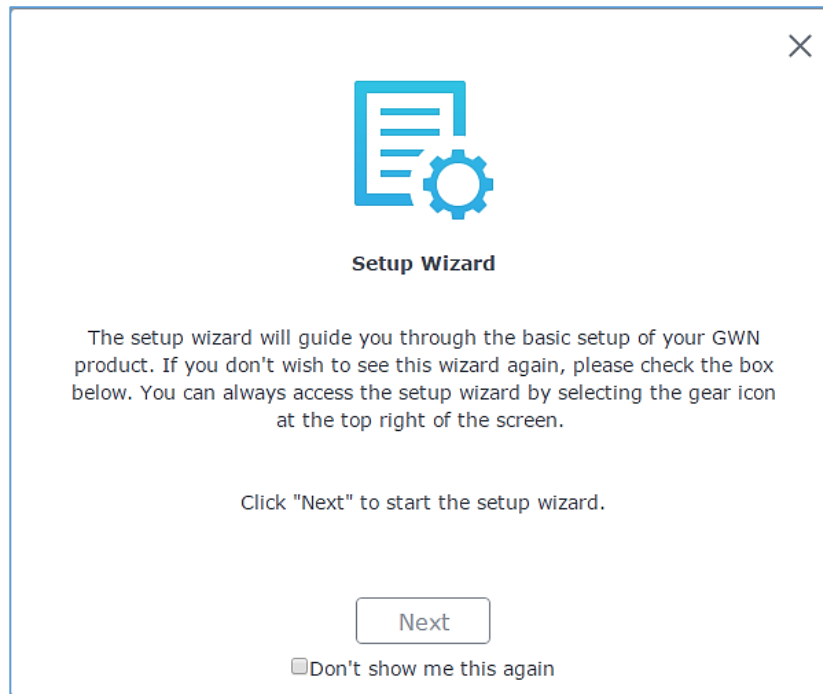 Setup Wizard
The setup wizard will guide you through the basic setup of your GWN
product. If you don't wish to see this wizard again, please check the box
below. You can always access the setup wizard by selecting the gear icon
at the top right of the screen.
Click "Next" to start the setup wizard.
Next
Don't show me this again